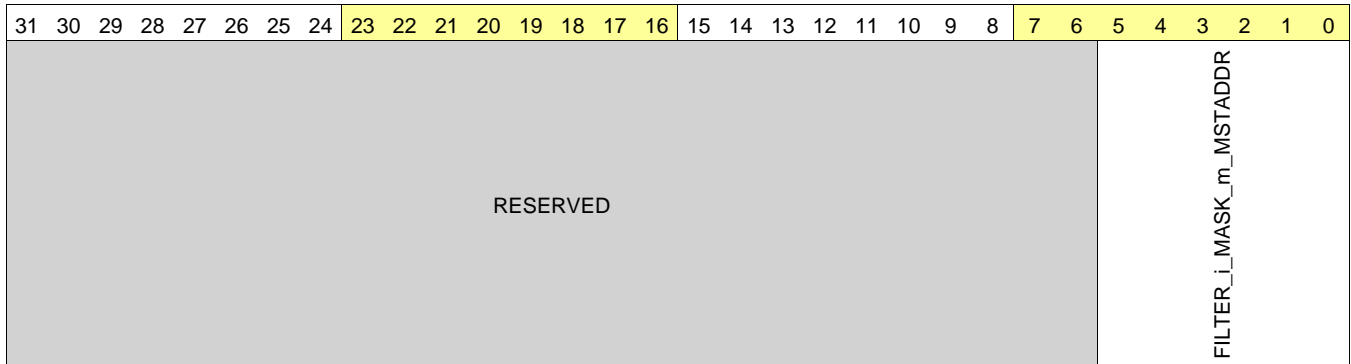 31 30 29 28 27 26 25 24 23 22 21 20 19 18 17 16 15 14 13 12 11 10 9 8 7 6 5 4 3 2 1 0
RESERVED
FILTER_i_MASK_m_MSTADDR